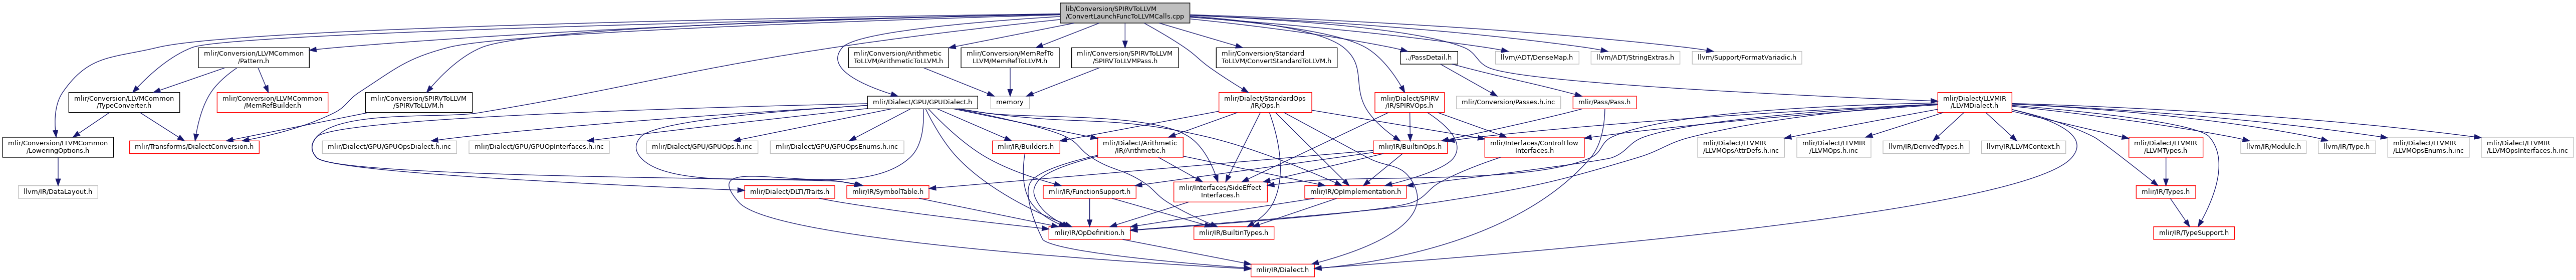 lib/Conversion/SPIRVToLLVM
/ConvertLaunchFuncToLLVMCalls.cpp
mlir/Conversion/LLVMCommon
/Pattern.h
mlir/Conversion/Arithmetic
ToLLVM/ArithmeticToLLVM.h
mlir/Conversion/MemRefTo
LLVM/MemRefToLLVM.h
mlir/Conversion/SPIRVToLLVM
/SPIRVToLLVMPass.h
mlir/Conversion/Standard
ToLLVM/ConvertStandardToLLVM.h
../PassDetail.h
llvm/ADT/DenseMap.h
llvm/ADT/StringExtras.h
llvm/Support/FormatVariadic.h
mlir/Conversion/LLVMCommon
/TypeConverter.h
mlir/Conversion/LLVMCommon
/MemRefBuilder.h
mlir/Conversion/SPIRVToLLVM
/SPIRVToLLVM.h
mlir/Dialect/GPU/GPUDialect.h
memory
mlir/Dialect/StandardOps
/IR/Ops.h
mlir/Dialect/SPIRV
/IR/SPIRVOps.h
mlir/Conversion/Passes.h.inc
mlir/Pass/Pass.h
mlir/Dialect/LLVMIR
/LLVMDialect.h
mlir/Conversion/LLVMCommon
/LoweringOptions.h
mlir/Transforms/DialectConversion.h
mlir/Dialect/GPU/GPUOpsDialect.h.inc
mlir/Dialect/GPU/GPUOpInterfaces.h.inc
mlir/Dialect/GPU/GPUOps.h.inc
mlir/Dialect/GPU/GPUOpsEnums.h.inc
mlir/IR/Builders.h
mlir/Dialect/Arithmetic
/IR/Arithmetic.h
mlir/IR/BuiltinOps.h
mlir/Interfaces/ControlFlow
Interfaces.h
mlir/Dialect/LLVMIR
/LLVMOpsAttrDefs.h.inc
mlir/Dialect/LLVMIR
/LLVMOps.h.inc
llvm/IR/DerivedTypes.h
llvm/IR/LLVMContext.h
mlir/Dialect/LLVMIR
/LLVMTypes.h
llvm/IR/Module.h
llvm/IR/Type.h
mlir/Dialect/LLVMIR
/LLVMOpsEnums.h.inc
mlir/Dialect/LLVMIR
/LLVMOpsInterfaces.h.inc
llvm/IR/DataLayout.h
mlir/Dialect/DLTI/Traits.h
mlir/IR/SymbolTable.h
mlir/IR/FunctionSupport.h
mlir/Interfaces/SideEffect
Interfaces.h
mlir/IR/OpImplementation.h
mlir/IR/Types.h
mlir/IR/OpDefinition.h
mlir/IR/BuiltinTypes.h
mlir/IR/TypeSupport.h
mlir/IR/Dialect.h